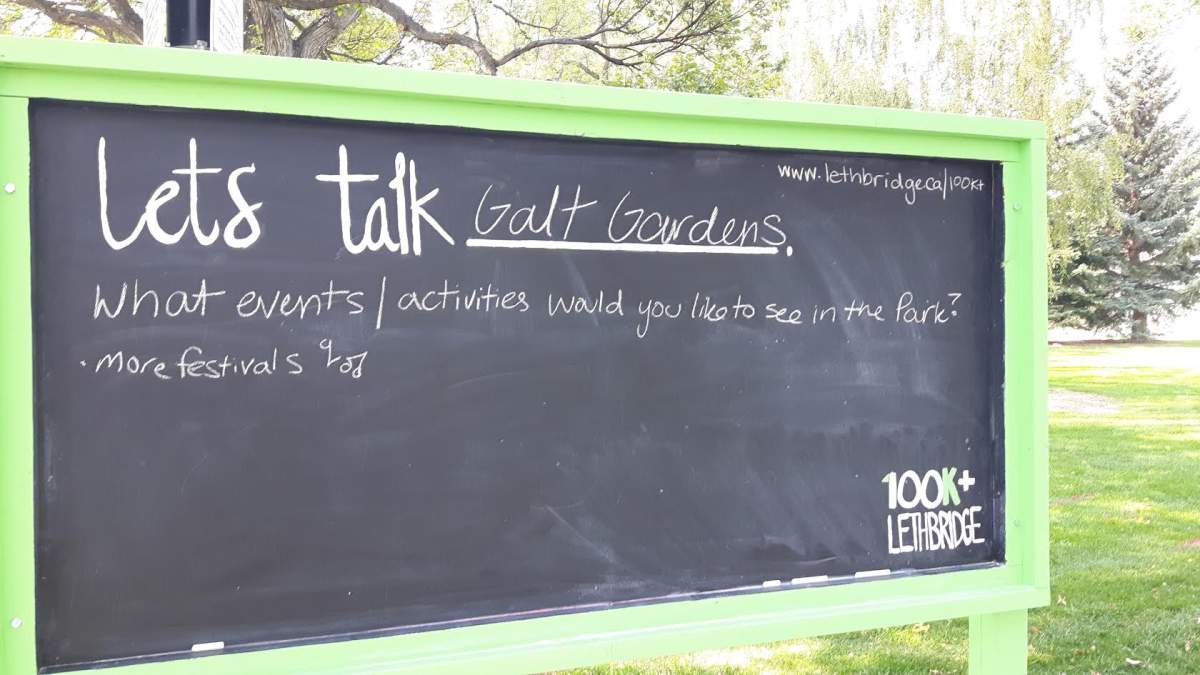 Lets talk Galt Gardens.
www.lethbridge.ca/100K+
What events/activities would you like to see in the Park?
• More festivals
100K+
LETHBRIDGE